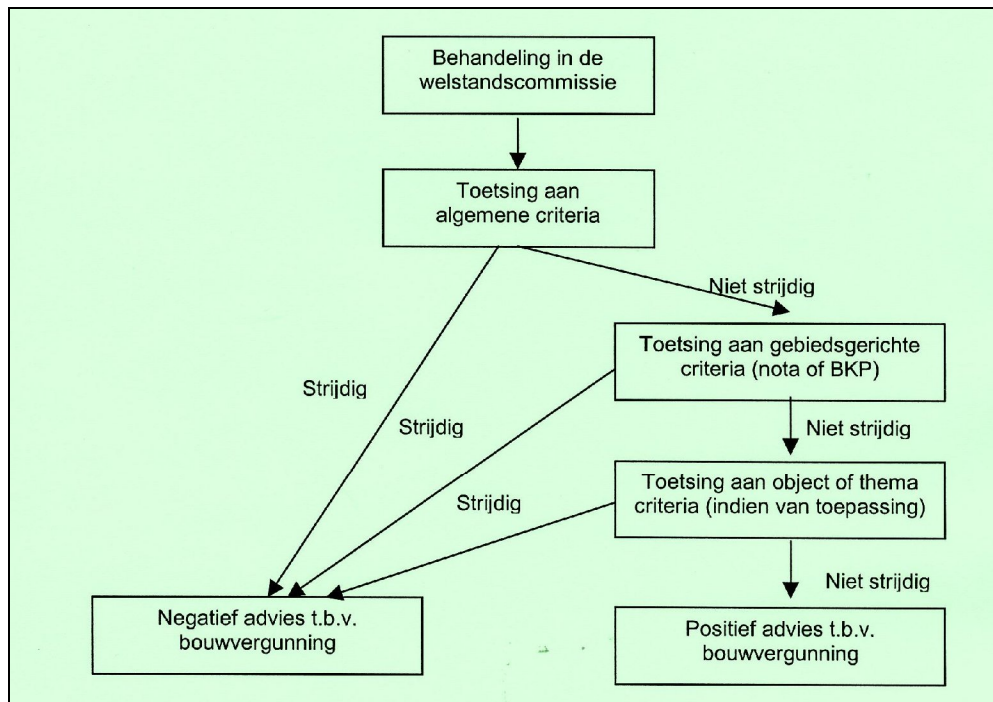 Behandeling in de
welstandscommissie
Toetsing aan
algemene criteria
Niet strijdig
Toetsing aan gebiedsgerichte
criteria (nota of BKP)
Strijdig
Strijdig
Niet strijdig
Toetsing aan object of thema
criteria (indien van toepassing)
Strijdig
Niet strijdig
Negatief advies t.b.v.
bouwvergunning
Positief advies t.b.v.
bouwvergunning